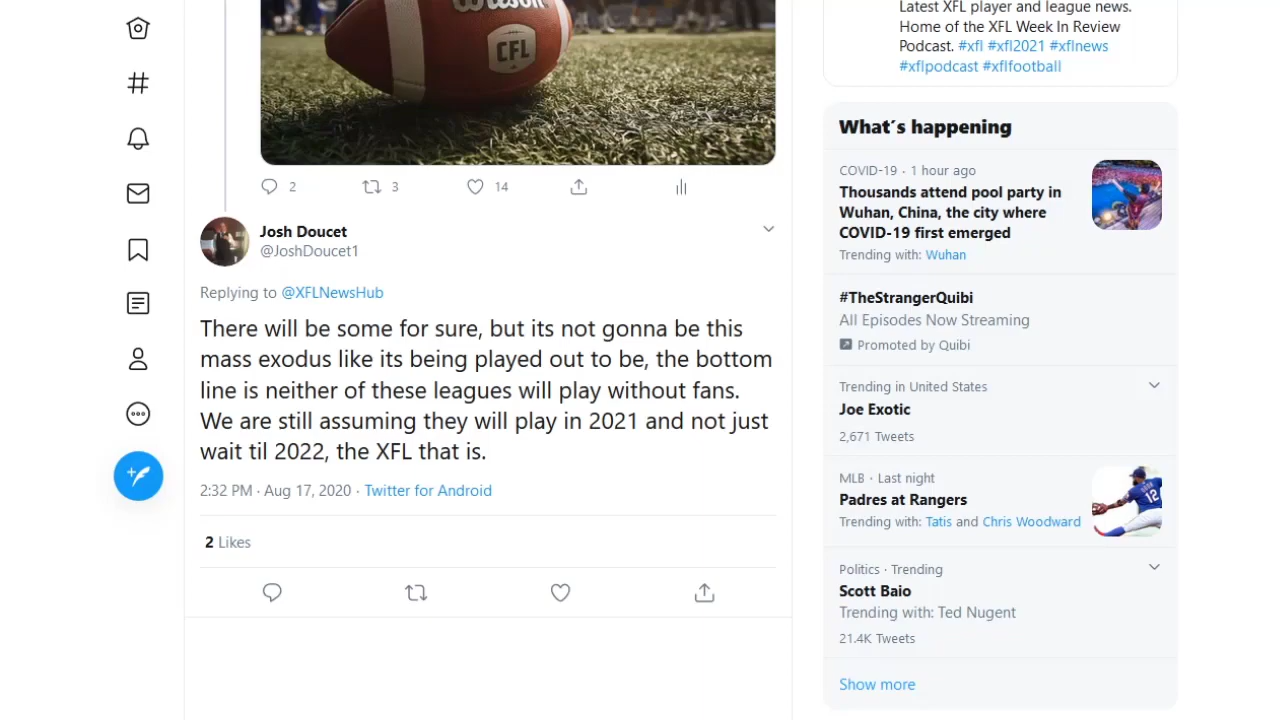 Wilson
CFL
2
3
14
Josh Doucet
@JoshDoucet1
Replying to @XFLNewsHub
There will be some for sure, but its not gonna be this
mass exodus like its being played out to be, the bottom
line is neither of these leagues will play without fans.
We are still assuming they will play in 2021 and not just
wait til 2022, the XFL that is.
2:32 PM · Aug 17, 2020 · Twitter for Android
2 Likes
Latest XFL player and league news.
Home of the XFL Week In Review
Podcast. #xfl #xfl2021 #xflnews
#xflpodcast #xflfootball
What´s happening
COVID-19 · 1 hour ago
Thousands attend pool party in
Wuhan, China, the city where
COVID-19 first emerged
Trending with: Wuhan
#TheStrangerQuibi
All Episodes Now Streaming
Promoted by Quibi
Trending in United States
Joe Exotic
2,671 Tweets
MLB · Last night
Padres at Rangers
Trending with: Tatis and Chris Woodward
12
Politics · Trending
Scott Baio
Trending with: Ted Nugent
21.4K Tweets
Show more